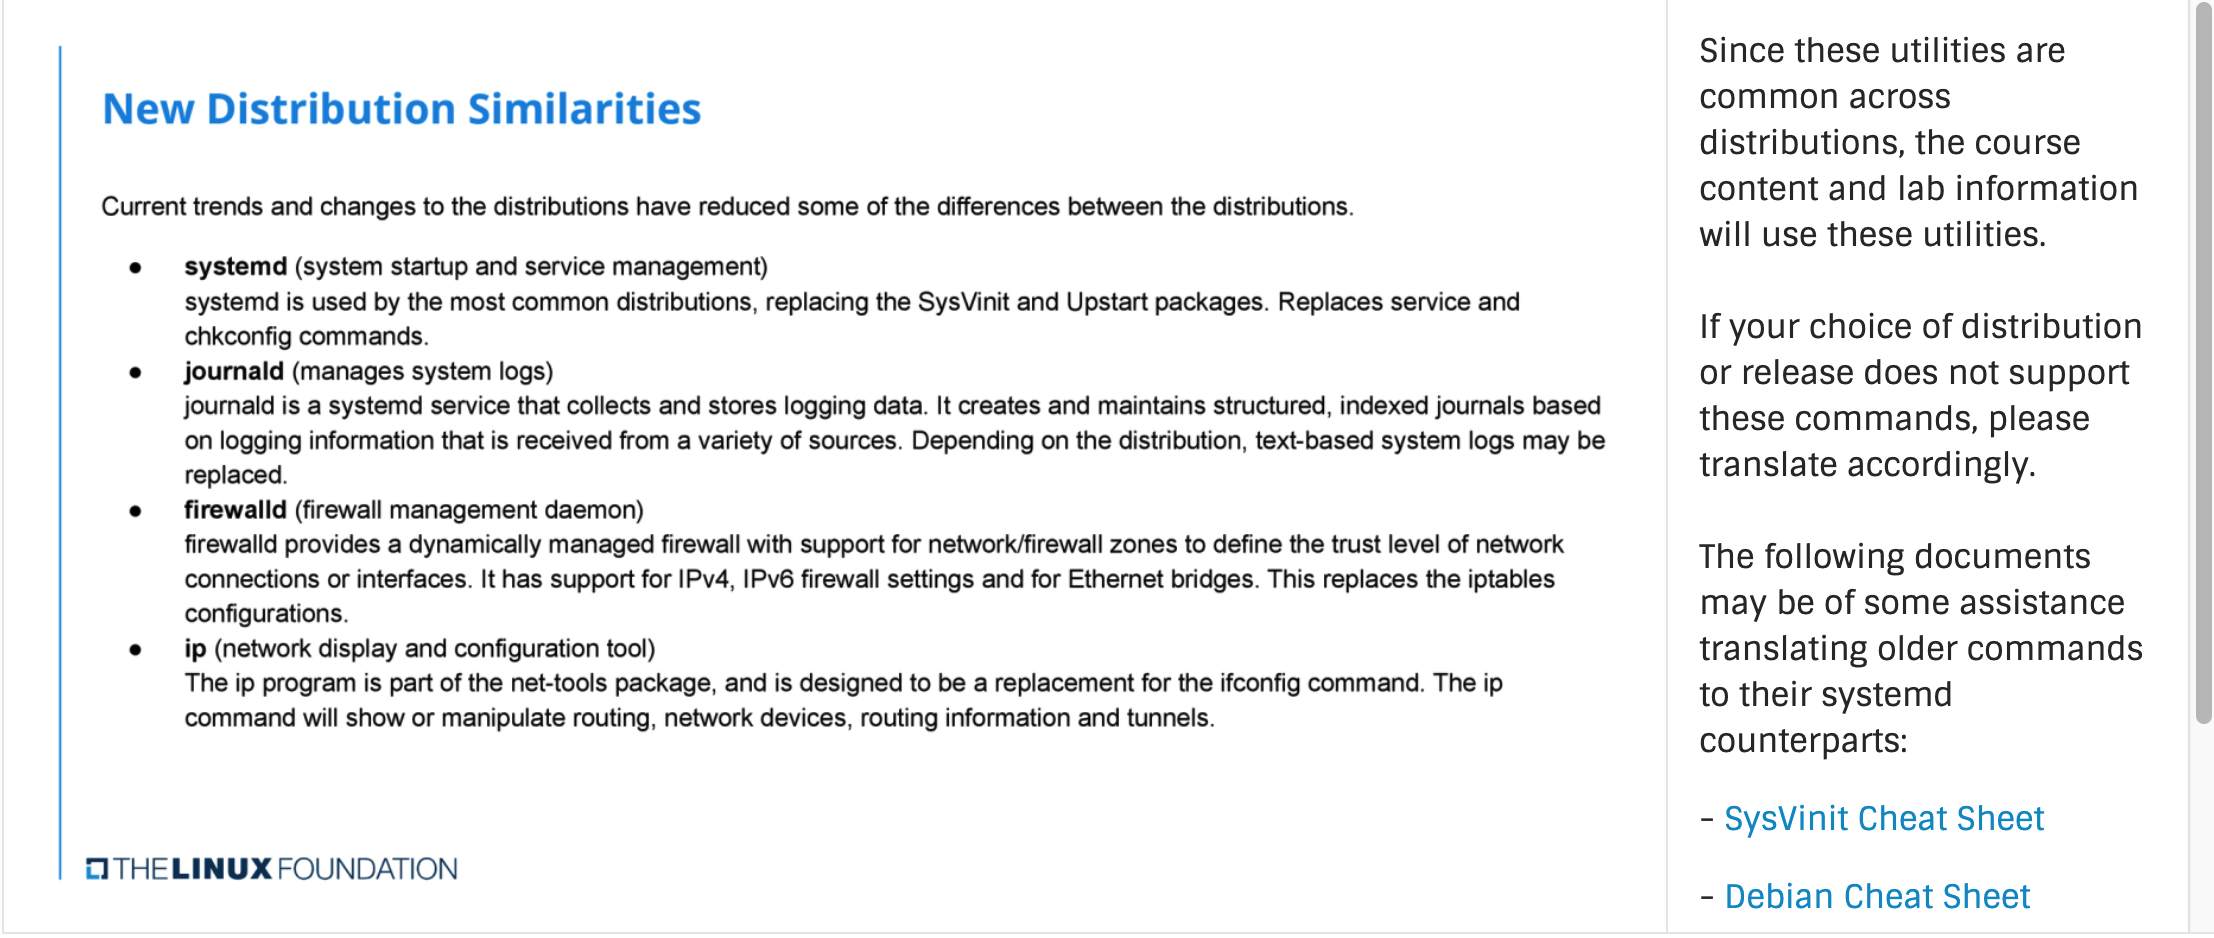 New Distribution Similarities
Current trends and changes to the distributions have reduced some of the differences between the distributions.
● systemd (system startup and service management)
systemd is used by the most common distributions, replacing the SysVinit and Upstart packages. Replaces service and
chkconfig commands.
● journald (manages system logs)
journald is a systemd service that collects and stores logging data. It creates and maintains structured, indexed journals based
on logging information that is received from a variety of sources. Depending on the distribution, text-based system logs may be
replaced.
● firewalld (firewall management daemon)
firewalld provides a dynamically managed firewall with support for network/firewall zones to define the trust level of network
connections or interfaces. It has support for IPv4, IPv6 firewall settings and for Ethernet bridges. This replaces the iptables
configurations.
● ip (network display and configuration tool)
The ip program is part of the net-tools package, and is designed to be a replacement for the ifconfig command. The ip
command will show or manipulate routing, network devices, routing information and tunnels.
THE LINUX FOUNDATION
Since these utilities are
common across
distributions, the course
content and lab information
will use these utilities.
If your choice of distribution
or release does not support
these commands, please
translate accordingly.
The following documents
may be of some assistance
translating older commands
to their systemd
counterparts:
- SysVinit Cheat Sheet
- Debian Cheat Sheet